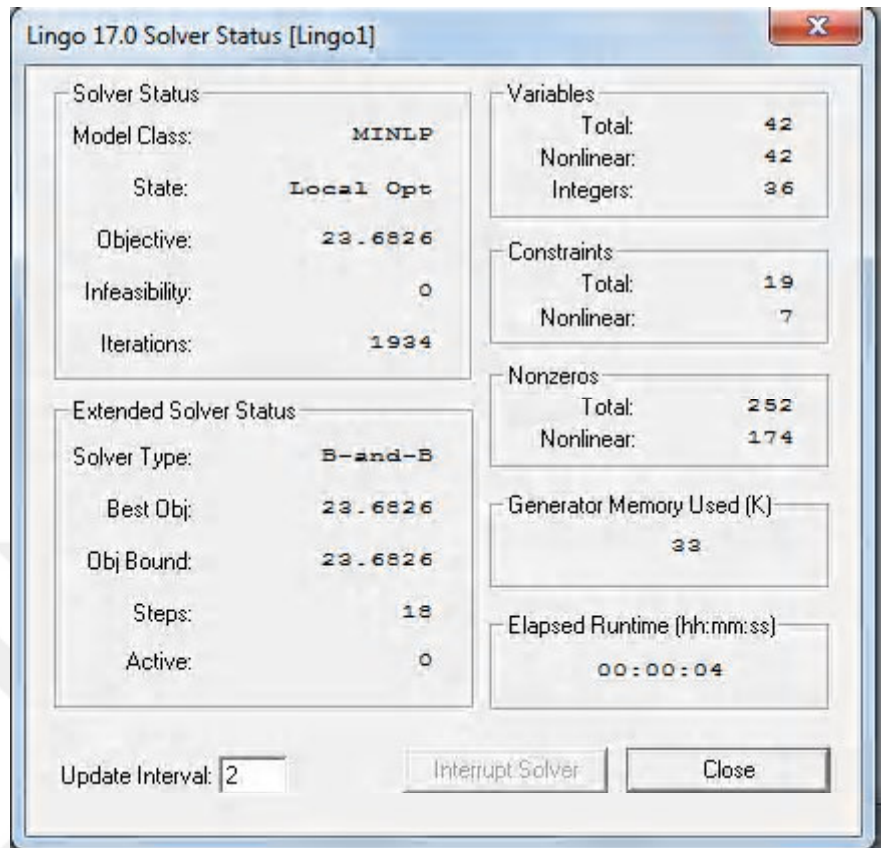 Lingo 17.0 Solver Status [Lingo1]
Solver Status
Model Class: MINLP
State: Local Opt
Objective: 23.6826
Infeasibility: 0
Iterations: 1934
Extended Solver Status
Solver Type: B-and-B
Best Obj: 23.6826
Obj Bound: 23.6826
Steps: 18
Active: 0
Variables
Total: 42
Nonlinear: 42
Integers: 36
Constraints
Total: 19
Nonlinear: 7
Nonzeros
Total: 252
Nonlinear: 174
Generator Memory Used (K)
33
Elapsed Runtime (hh:mm:ss)
00:00:04
Update Interval: 2
Interrupt Solver
Close